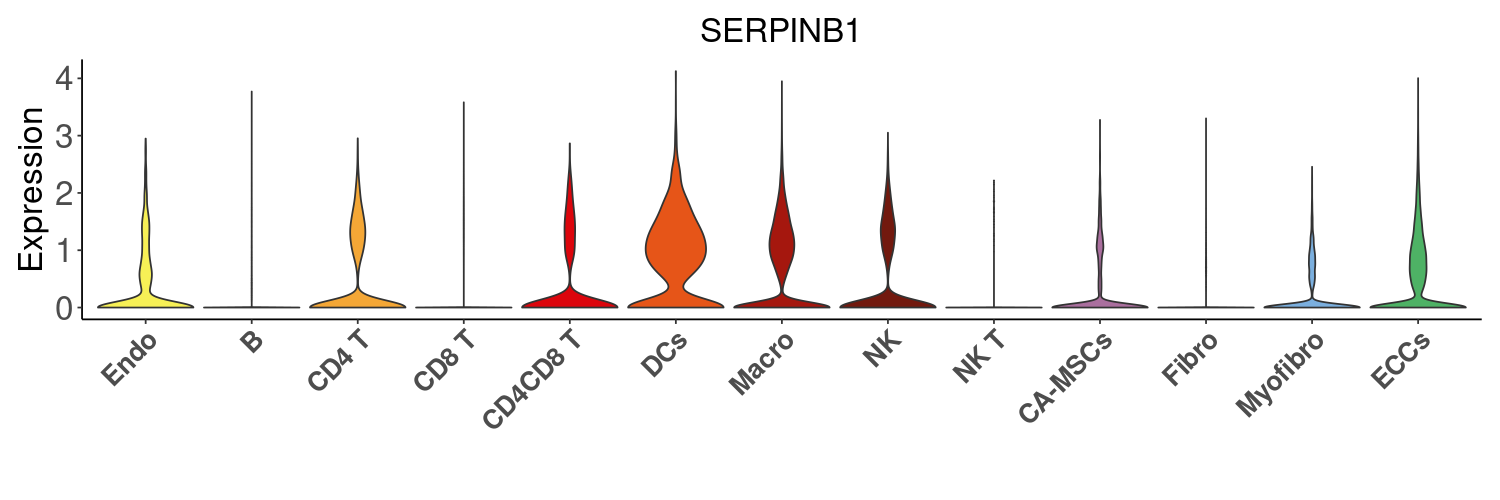 SERPINB1
Expression
4
3
2
1
0
Endo
B
CD4 T
CD8 T
CD4CD8 T
DCs
Macro
NK
NK T
CA-MSCs
Fibro
Myofibro
ECCs